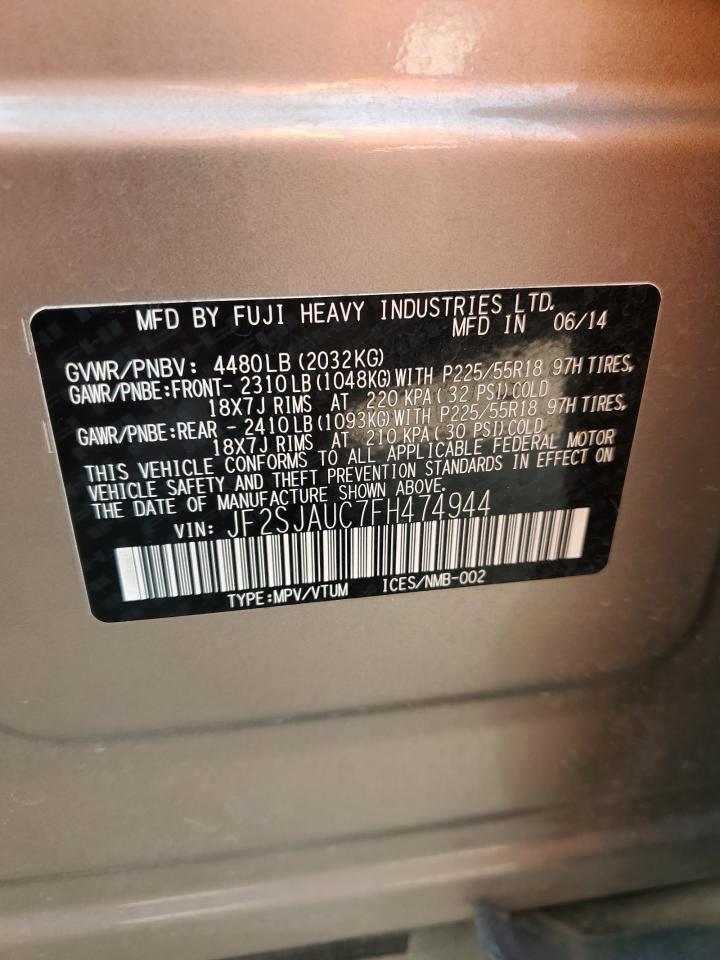 MFD BY FUJI HEAVY INDUSTRIES LTD.
MFD IN 06/14
GVWR/PNBV: 4480LB (2032KG)
GAWR/PNBE:FRONT- 2310LB(1048KG)WITH P225/55R18 97H TIRES,
18X7J RIMS AT 220 KPA( 32 PSI)COLD
GAWR/PNBE:REAR - 2410LB(1093KG)WITH P225/55R18 97H TIRES,
18X7J RIMS AT 210 KPA( 30 PSI)COLD
THIS VEHICLE CONFORMS TO ALL APPLICABLE FEDERAL MOTOR
VEHICLE SAFETY AND THEFT PREVENTION STANDARDS IN EFFECT ON
THE DATE OF MANUFACTURE SHOWN ABOVE.
VIN: JF2SJAUC7FH474944
TYPE:MPV/VTUM ICES/NMB-002